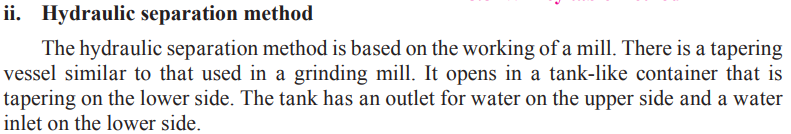 ii. Hydraulic separation method
The hydraulic separation method is based on the working of a mill. There is a tapering
vessel similar to that used in a grinding mill. It opens in a tank-like container that is
tapering on the lower side. The tank has an outlet for water on the upper side and a water
inlet on the lower side.